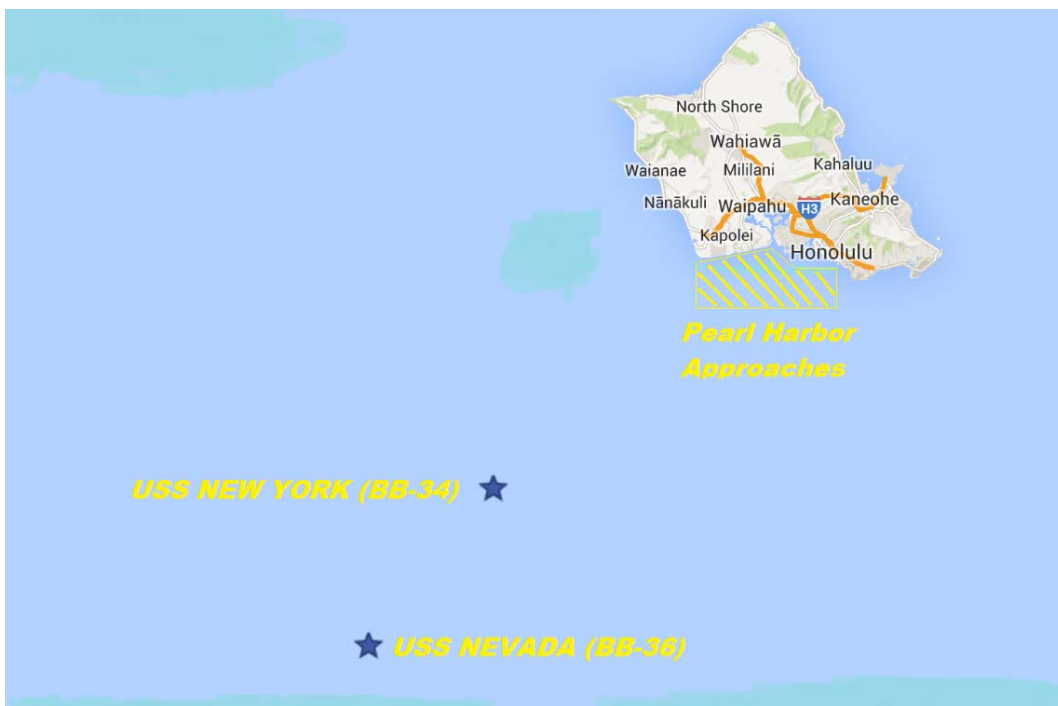 North Shore
Wahiawā
Waianae
Mililani
Kahaluu
Nānākuli
Waipahu
H3
Kaneohe
Kapolei
Honolulu
Pearl Harbor
Approaches
USS NEW YORK (BB-34)
USS NEVADA (BB-36)